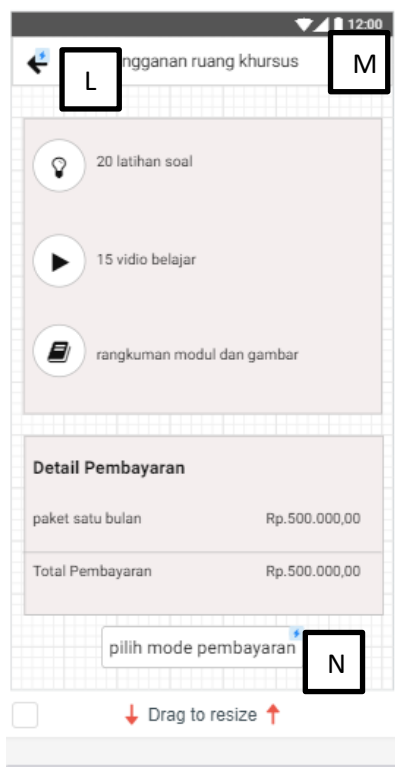 12:00
ngganan ruang khursus
L
M
20 latihan soal
15 vidio belajar
rangkuman modul dan gambar
Detail Pembayaran
paket satu bulan Rp.500.000,00
Total Pembayaran Rp.500.000,00
pilih mode pembayaran
N
Drag to resize